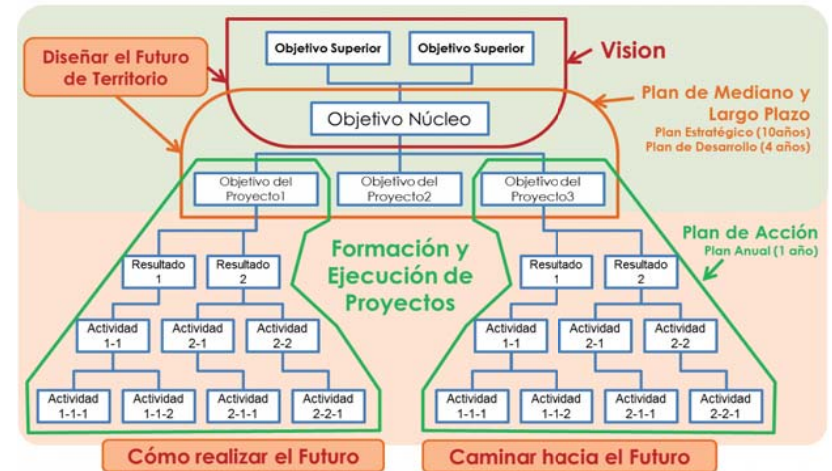 Objetivo Superior
Objetivo Superior
Diseñar el Futuro
de Territorio
Vision
Objetivo Núcleo
Plan de Mediano y
Largo Plazo
Plan Estratégico (10años)
Plan de Desarrollo (4 años)
Objetivo del
Proyecto1
Objetivo del
Proyecto2
Objetivo del
Proyecto3
Formación y
Ejecución de
Proyectos
Plan de Acción
Plan Anual (1 año)
Resultado
1
Resultado
2
Resultado
1
Resultado
2
Actividad
1-1
Actividad
2-1
Actividad
2-2
Actividad
1-1
Actividad
2-1
Actividad
2-2
Actividad
1-1-1
Actividad
1-1-2
Actividad
2-1-1
Actividad
2-2-1
Actividad
1-1-1
Actividad
1-1-2
Actividad
2-1-1
Actividad
2-2-1
Cómo realizar el Futuro
Caminar hacia el Futuro